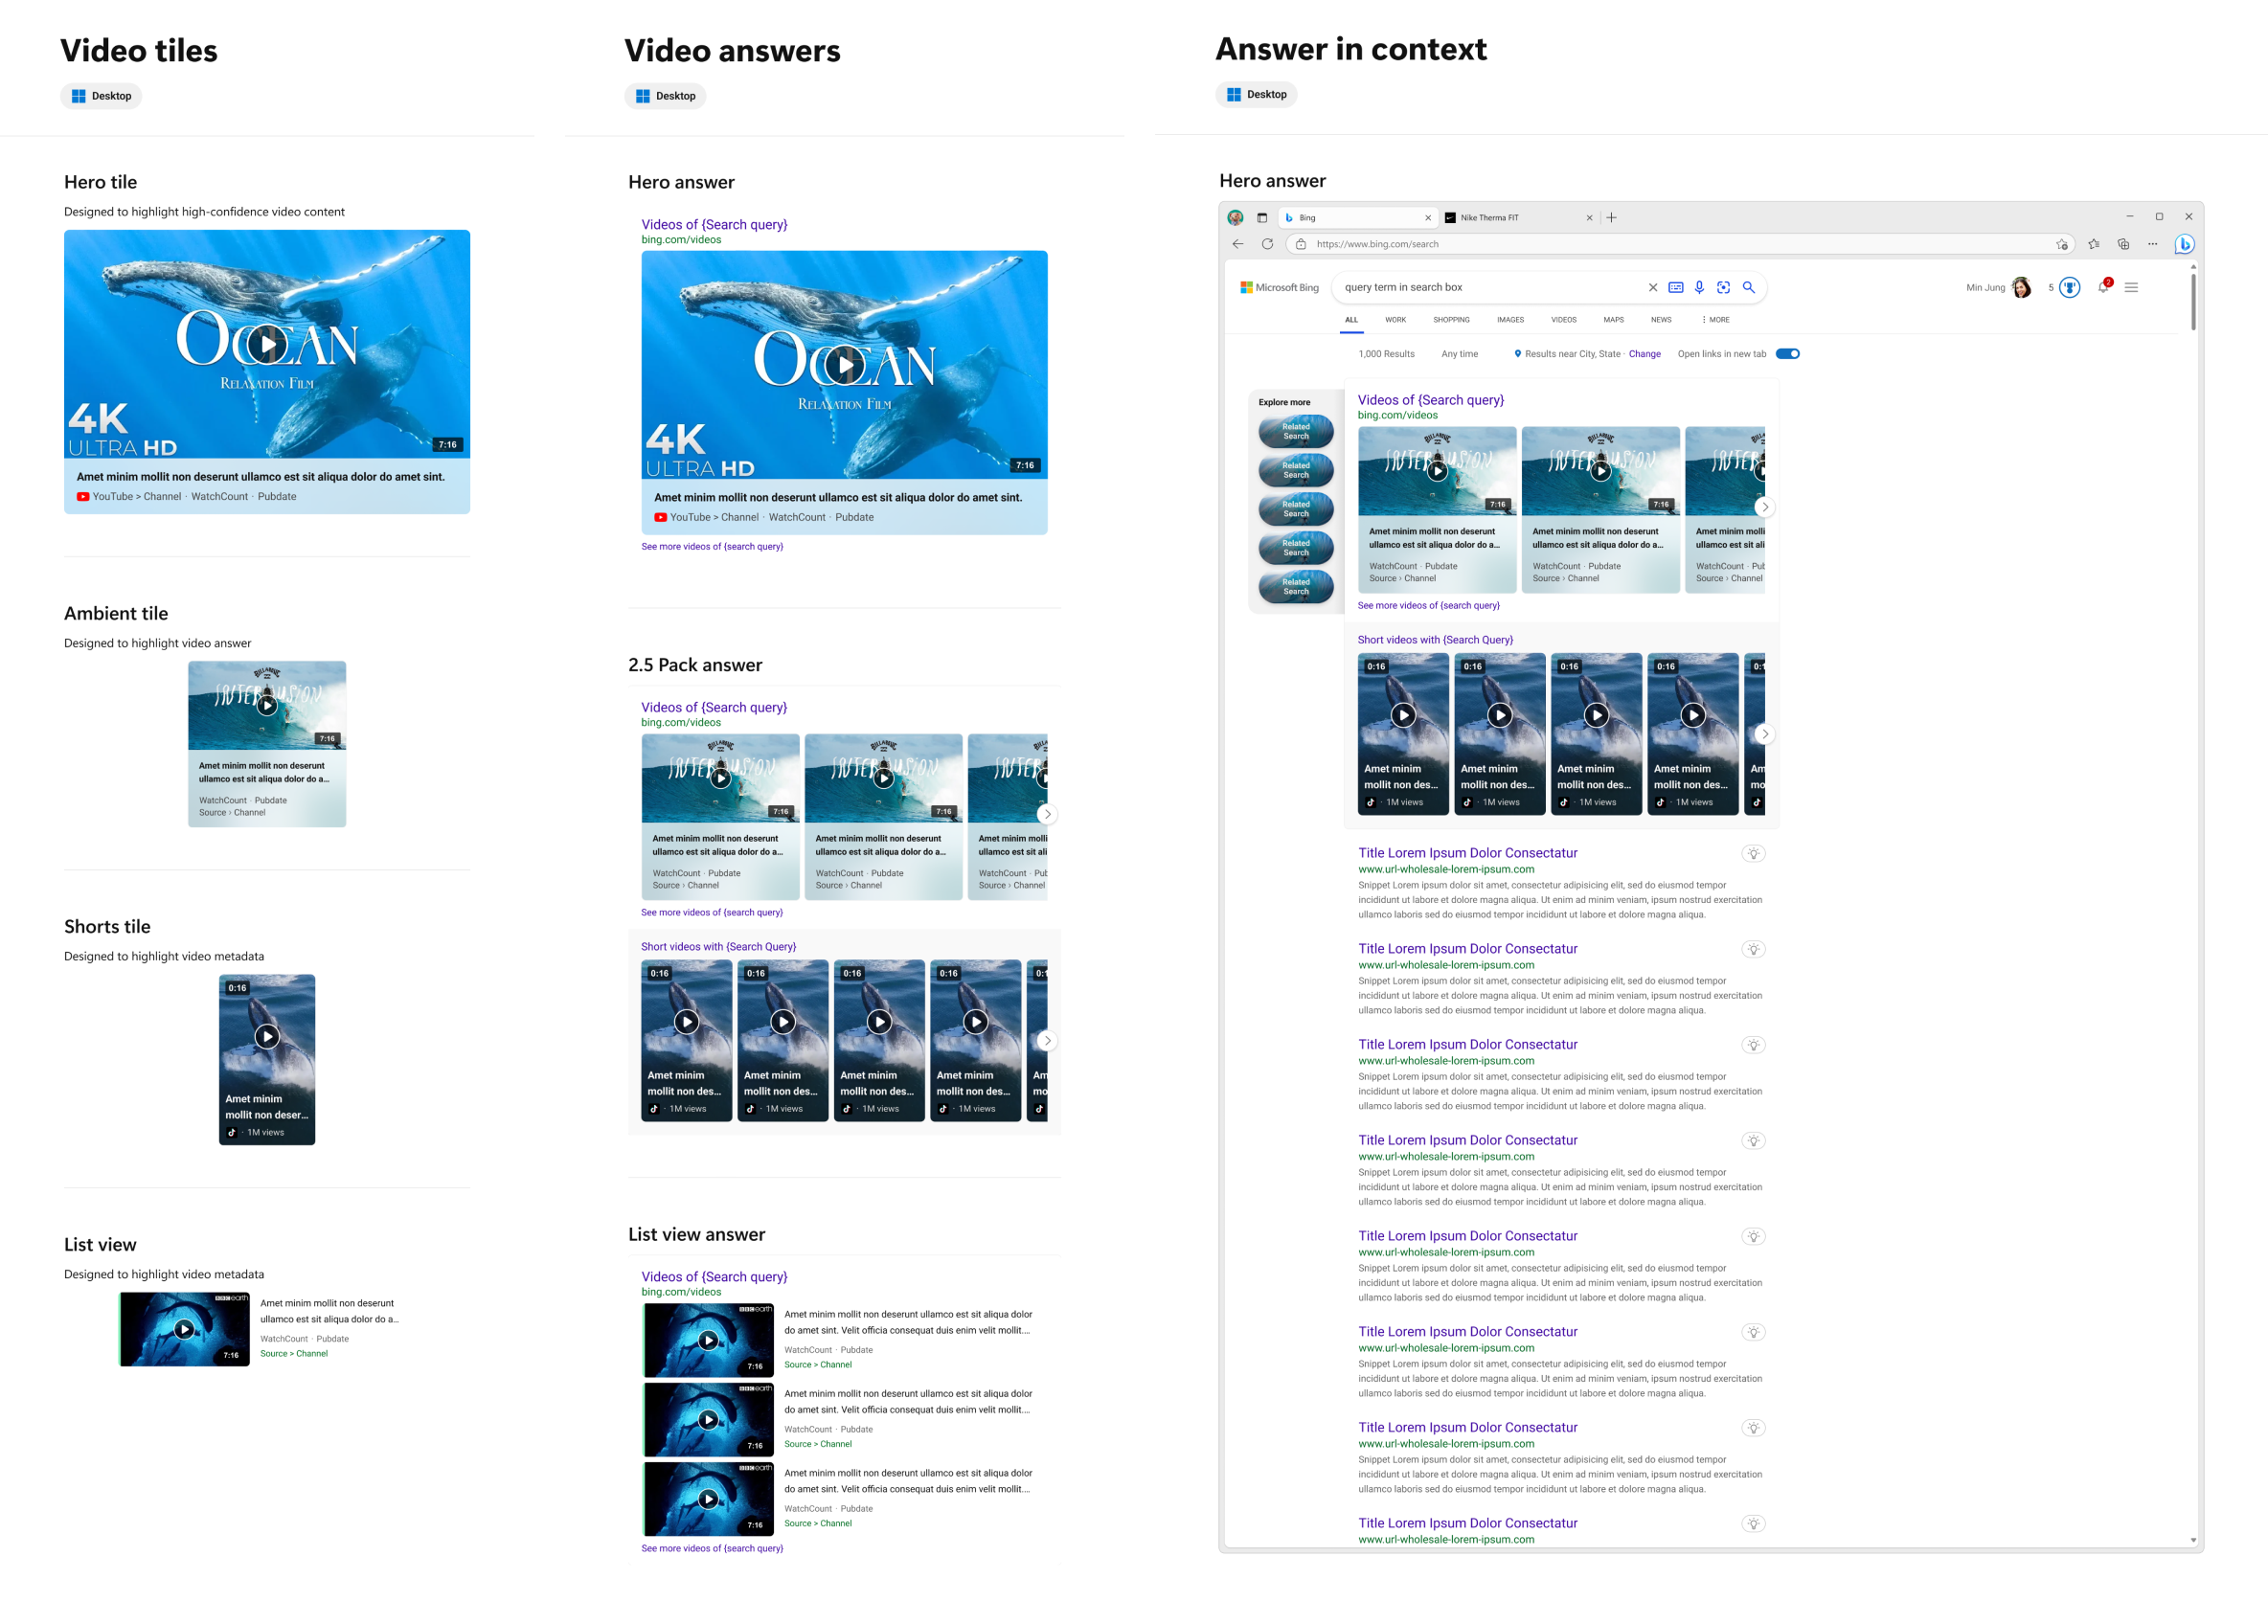 Video tiles
Desktop
Hero tile
Designed to highlight high-confidence video content
OCEAN
RELAXATION FILM
4K
ULTRA HD
7:16
Amet minim mollit non deserunt ullamco est sit aliqua dolor do amet sint.
YouTube > Channel · WatchCount · Pubdate
Ambient tile
Designed to highlight video answer
BILLABONG
7:16
Amet minim mollit non deserunt
ullamco est sit aliqua dolor do a...
WatchCount · Pubdate
Source › Channel
Shorts tile
Designed to highlight video metadata
0:16
Amet minim
mollit non deser...
· 1M views
List view
Designed to highlight video metadata
BBC earth
7:16
Amet minim mollit non deserunt
ullamco est sit aliqua dolor do a...
WatchCount · Pubdate
Source > Channel
Video answers
Desktop
Hero answer
Videos of {Search query}
bing.com/videos
OCEAN
RELAXATION FILM
4K
ULTRA HD
7:16
Amet minim mollit non deserunt ullamco est sit aliqua dolor do amet sint.
YouTube > Channel · WatchCount · Pubdate
See more videos of {search query}
2.5 Pack answer
Videos of {Search query}
bing.com/videos
7:16 7:16
Amet minim mollit non deserunt Amet minim mollit non deserunt Amet minim molli
ullamco est sit aliqua dolor do a... ullamco est sit aliqua dolor do a... ullamco est sit ali
WatchCount · Pubdate WatchCount · Pubdate WatchCount · Pub
Source › Channel Source › Channel Source › Channel
See more videos of {search query}
Short videos with {Search Query}
0:16 0:16 0:16 0:16 0:1
Amet minim Amet minim Amet minim Amet minim Am
mollit non des... mollit non des... mollit non des... mollit non des... mo
· 1M views · 1M views · 1M views · 1M views
List view answer
Videos of {Search query}
bing.com/videos
BBC earth
7:16
Amet minim mollit non deserunt ullamco est sit aliqua dolor
do amet sint. Velit officia consequat duis enim velit mollit....
WatchCount · Pubdate
Source > Channel
BBC earth
7:16
Amet minim mollit non deserunt ullamco est sit aliqua dolor
do amet sint. Velit officia consequat duis enim velit mollit....
WatchCount · Pubdate
Source > Channel
BBC earth
7:16
Amet minim mollit non deserunt ullamco est sit aliqua dolor
do amet sint. Velit officia consequat duis enim velit mollit....
WatchCount · Pubdate
Source > Channel
See more videos of {search query}
Answer in context
Desktop
Hero answer
Bing
Nike Therma FIT
https://www.bing.com/search
Microsoft Bing
query term in search box
Min Jung 5 2
ALL WORK SHOPPING IMAGES VIDEOS MAPS NEWS MORE
1,000 Results Any time Results near City, State · Change Open links in new tab
Explore more
Related
Search
Related
Search
Related
Search
Related
Search
Related
Search
Videos of {Search query}
bing.com/videos
7:16 7:16
Amet minim mollit non deserunt Amet minim mollit non deserunt Amet minim molli
ullamco est sit aliqua dolor do a... ullamco est sit aliqua dolor do a... ullamco est sit ali
WatchCount · Pubdate WatchCount · Pubdate WatchCount · Pub
Source › Channel Source › Channel Source › Channel
See more videos of {search query}
Short videos with {Search Query}
0:16 0:16 0:16 0:16 0:1
Amet minim Amet minim Amet minim Amet minim Am
mollit non des... mollit non des... mollit non des... mollit non des... mo
· 1M views · 1M views · 1M views · 1M views
Title Lorem Ipsum Dolor Consectatur
www.url-wholesale-lorem-ipsum.com
Snippet Lorem ipsum dolor sit amet, consectetur adipisicing elit, sed do eiusmod tempor
incididunt ut labore et dolore magna aliqua. Ut enim ad minim veniam, ipsum nostrud exercitation
ullamco laboris sed do eiusmod tempor incididunt ut labore et dolore magna aliqua.
Title Lorem Ipsum Dolor Consectatur
www.url-wholesale-lorem-ipsum.com
Snippet Lorem ipsum dolor sit amet, consectetur adipisicing elit, sed do eiusmod tempor
incididunt ut labore et dolore magna aliqua. Ut enim ad minim veniam, ipsum nostrud exercitation
ullamco laboris sed do eiusmod tempor incididunt ut labore et dolore magna aliqua.
Title Lorem Ipsum Dolor Consectatur
www.url-wholesale-lorem-ipsum.com
Snippet Lorem ipsum dolor sit amet, consectetur adipisicing elit, sed do eiusmod tempor
incididunt ut labore et dolore magna aliqua. Ut enim ad minim veniam, ipsum nostrud exercitation
ullamco laboris sed do eiusmod tempor incididunt ut labore et dolore magna aliqua.
Title Lorem Ipsum Dolor Consectatur
www.url-wholesale-lorem-ipsum.com
Snippet Lorem ipsum dolor sit amet, consectetur adipisicing elit, sed do eiusmod tempor
incididunt ut labore et dolore magna aliqua. Ut enim ad minim veniam, ipsum nostrud exercitation
ullamco laboris sed do eiusmod tempor incididunt ut labore et dolore magna aliqua.
Title Lorem Ipsum Dolor Consectatur
www.url-wholesale-lorem-ipsum.com
Snippet Lorem ipsum dolor sit amet, consectetur adipisicing elit, sed do eiusmod tempor
incididunt ut labore et dolore magna aliqua. Ut enim ad minim veniam, ipsum nostrud exercitation
ullamco laboris sed do eiusmod tempor incididunt ut labore et dolore magna aliqua.
Title Lorem Ipsum Dolor Consectatur
www.url-wholesale-lorem-ipsum.com
Snippet Lorem ipsum dolor sit amet, consectetur adipisicing elit, sed do eiusmod tempor
incididunt ut labore et dolore magna aliqua. Ut enim ad minim veniam, ipsum nostrud exercitation
ullamco laboris sed do eiusmod tempor incididunt ut labore et dolore magna aliqua.
Title Lorem Ipsum Dolor Consectatur
www.url-wholesale-lorem-ipsum.com
Snippet Lorem ipsum dolor sit amet, consectetur adipisicing elit, sed do eiusmod tempor
incididunt ut labore et dolore magna aliqua. Ut enim ad minim veniam, ipsum nostrud exercitation
ullamco laboris sed do eiusmod tempor incididunt ut labore et dolore magna aliqua.
Title Lorem Ipsum Dolor Consectatur
www.url-wholesale-lorem-ipsum.com